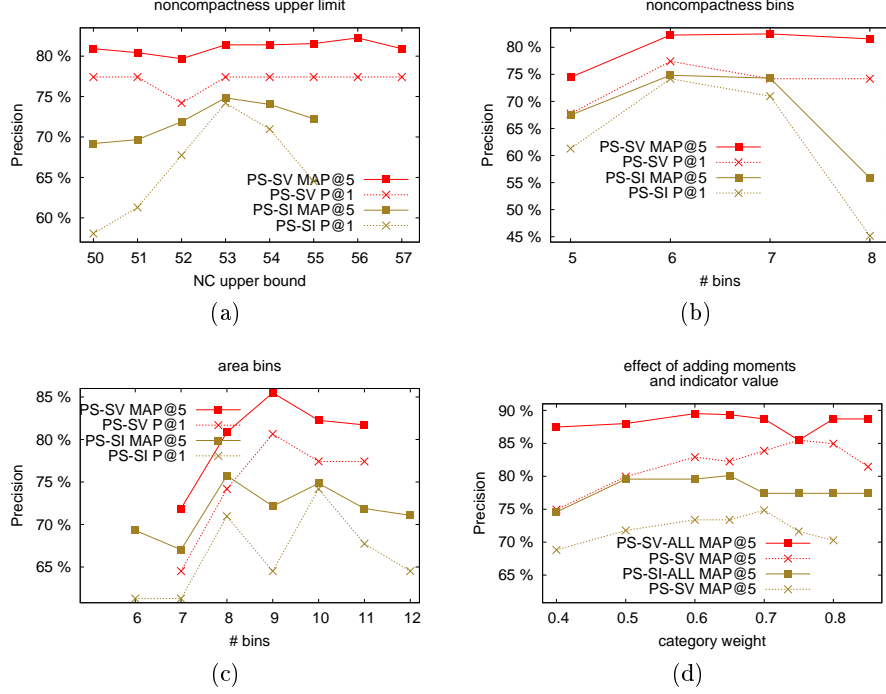 noncompactness upper limit
80 %
75 %
70 %
65 %
60 %
Precision
PS-SV MAP@5
PS-SV P@1
PS-SI MAP@5
PS-SI P@1
50 51 52 53 54 55 56 57
NC upper bound
(a)
noncompactness bins
80 %
75 %
70 %
65 %
60 %
55 %
50 %
45 %
Precision
PS-SV MAP@5
PS-SV P@1
PS-SI MAP@5
PS-SI P@1
5 6 7 8
# bins
(b)
area bins
85 %
80 %
75 %
70 %
65 %
Precision
PS-SV MAP@5
PS-SV P@1
PS-SI MAP@5
PS-SI P@1
6 7 8 9 10 11 12
# bins
(c)
effect of adding moments
and indicator value
90 %
85 %
80 %
75 %
70 %
65 %
Precision
PS-SV-ALL MAP@5
PS-SV MAP@5
PS-SI-ALL MAP@5
PS-SV MAP@5
0.4 0.5 0.6 0.7 0.8
category weight
(d)